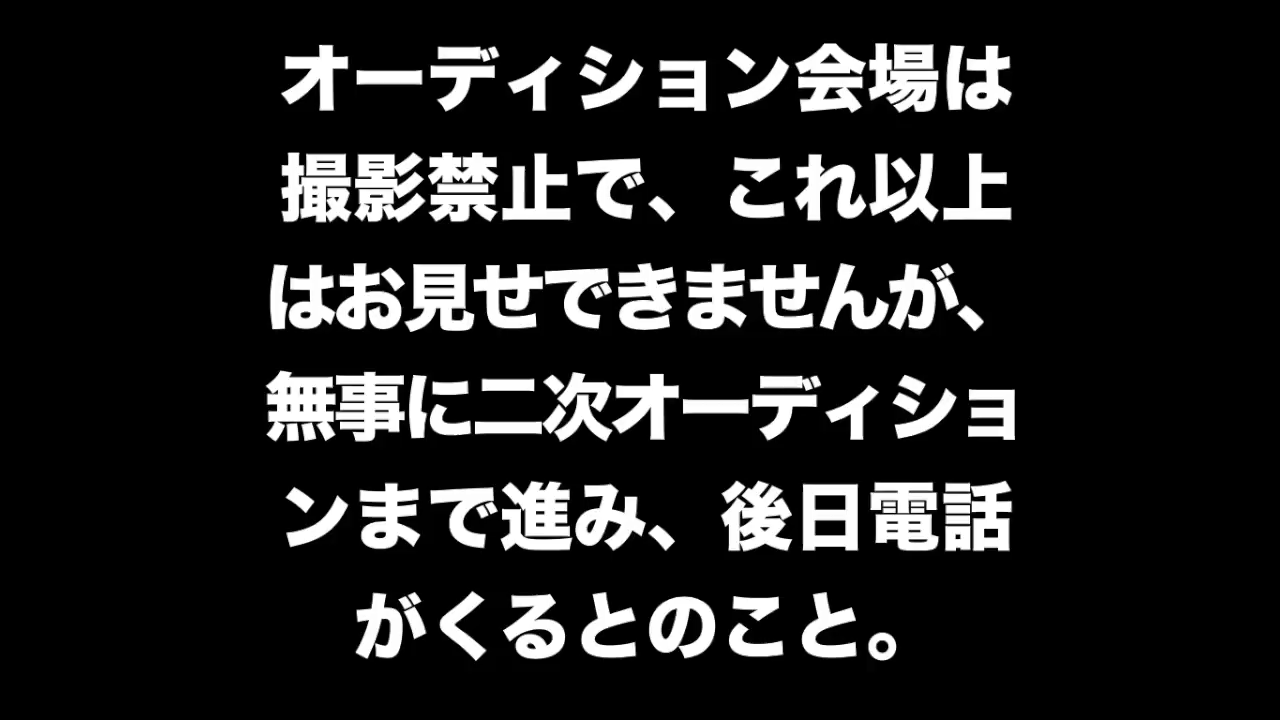 オーディション会場は
撮影禁止で、これ以上
はお見せできませんが、
無事に二次オーディショ
ンまで進み、後日電話
がくるとのこと。